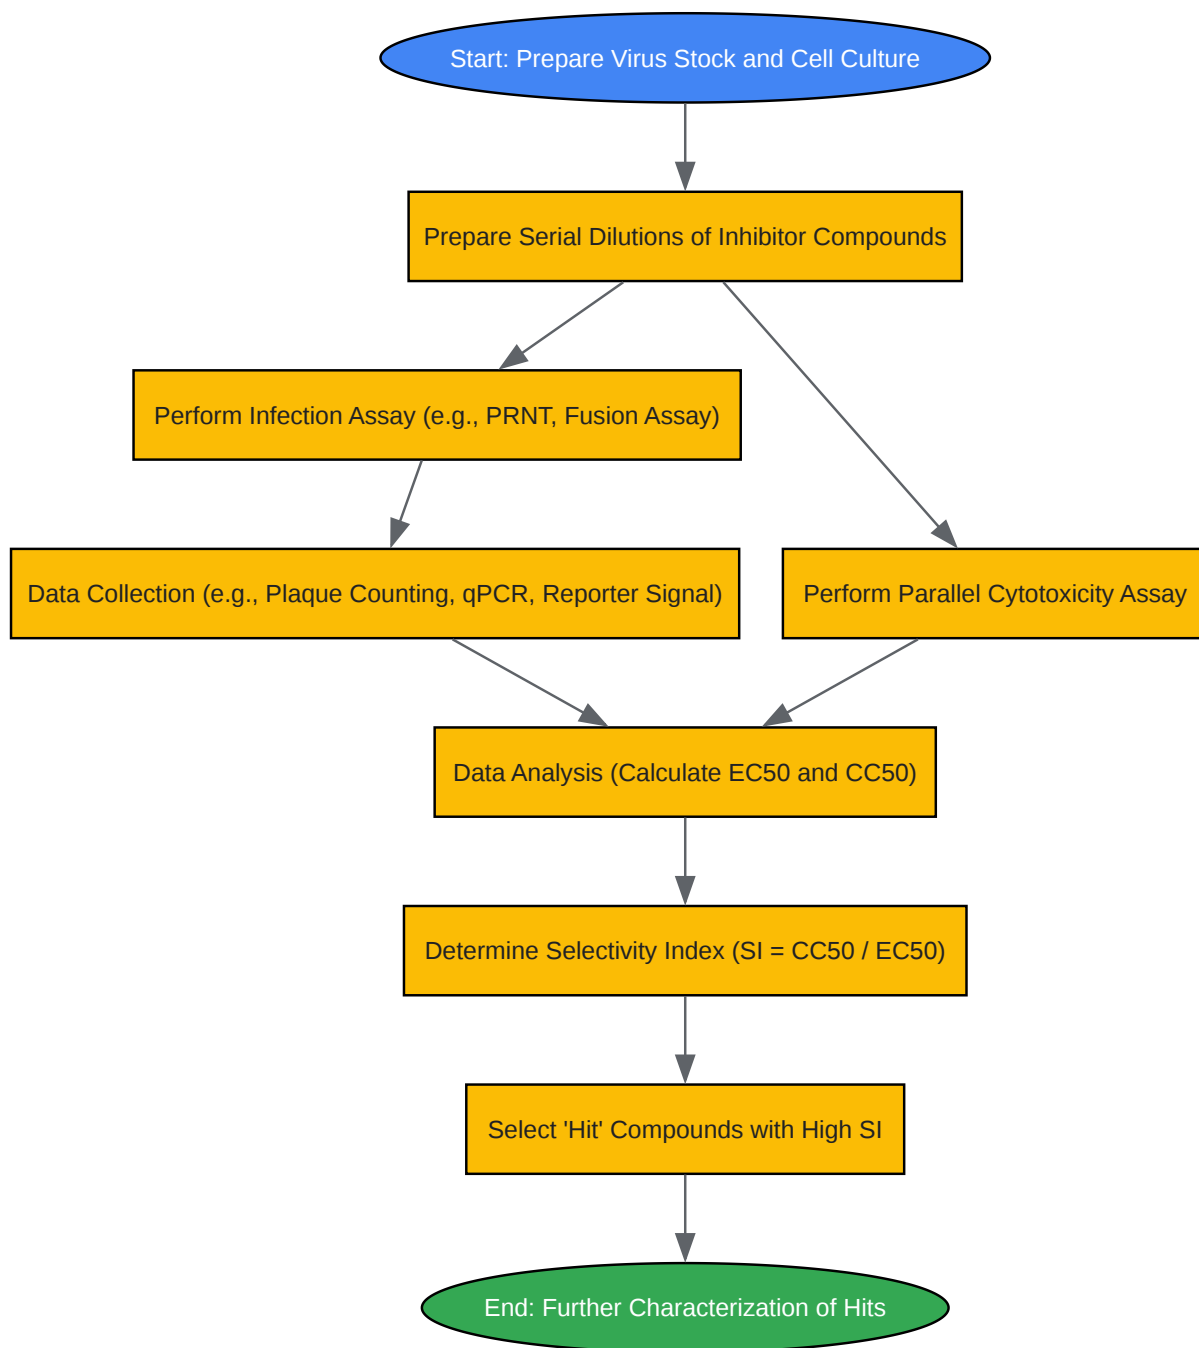 Start: Prepare Virus Stock and Cell Culture
Prepare Serial Dilutions of Inhibitor Compounds
Perform Infection Assay (e.g., PRNT, Fusion Assay)
Data Collection (e.g., Plaque Counting, qPCR, Reporter Signal)
Perform Parallel Cytotoxicity Assay
Data Analysis (Calculate EC50 and CC50)
Determine Selectivity Index (SI = CC50 / EC50)
Select 'Hit' Compounds with High SI
End: Further Characterization of Hits